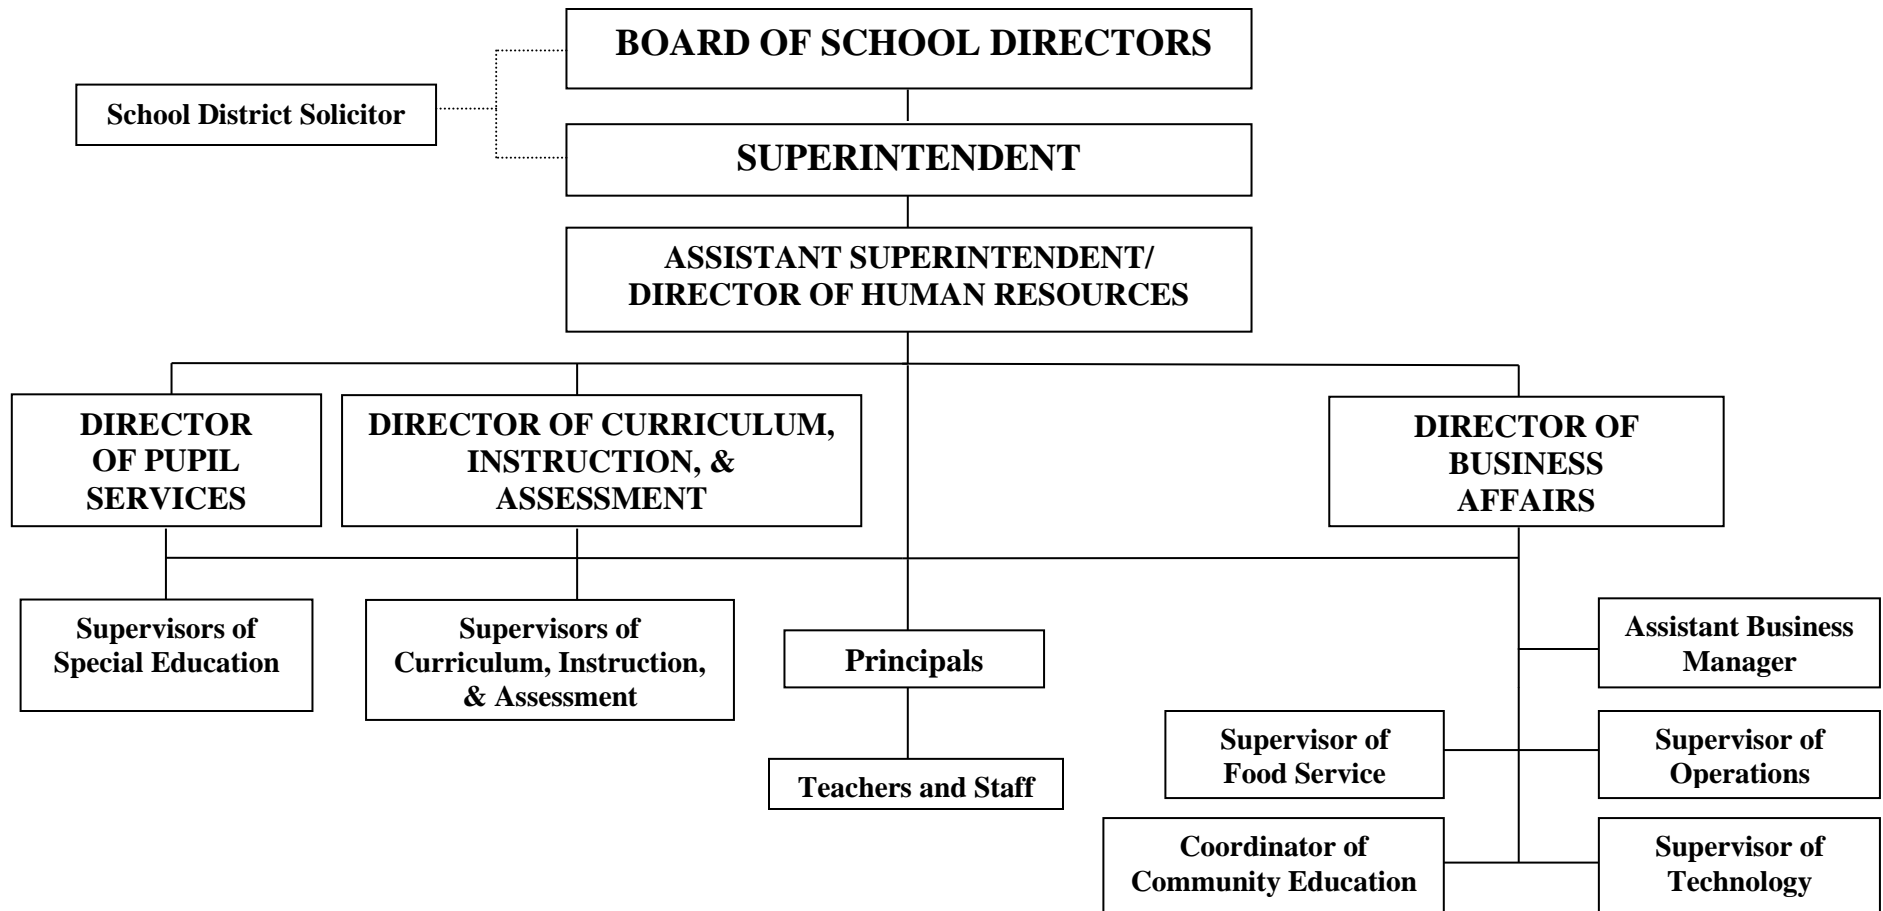 BOARD OF SCHOOL DIRECTORS
School District Solicitor
SUPERINTENDENT
ASSISTANT SUPERINTENDENT/
DIRECTOR OF HUMAN RESOURCES
DIRECTOR
OF PUPIL
SERVICES
DIRECTOR OF CURRICULUM,
INSTRUCTION, &
ASSESSMENT
DIRECTOR OF
BUSINESS
AFFAIRS
Supervisors of
Special Education
Supervisors of
Curriculum, Instruction,
& Assessment
Principals
Teachers and Staff
Assistant Business
Manager
Supervisor of
Food Service
Supervisor of
Operations
Coordinator of
Community Education
Supervisor of
Technology